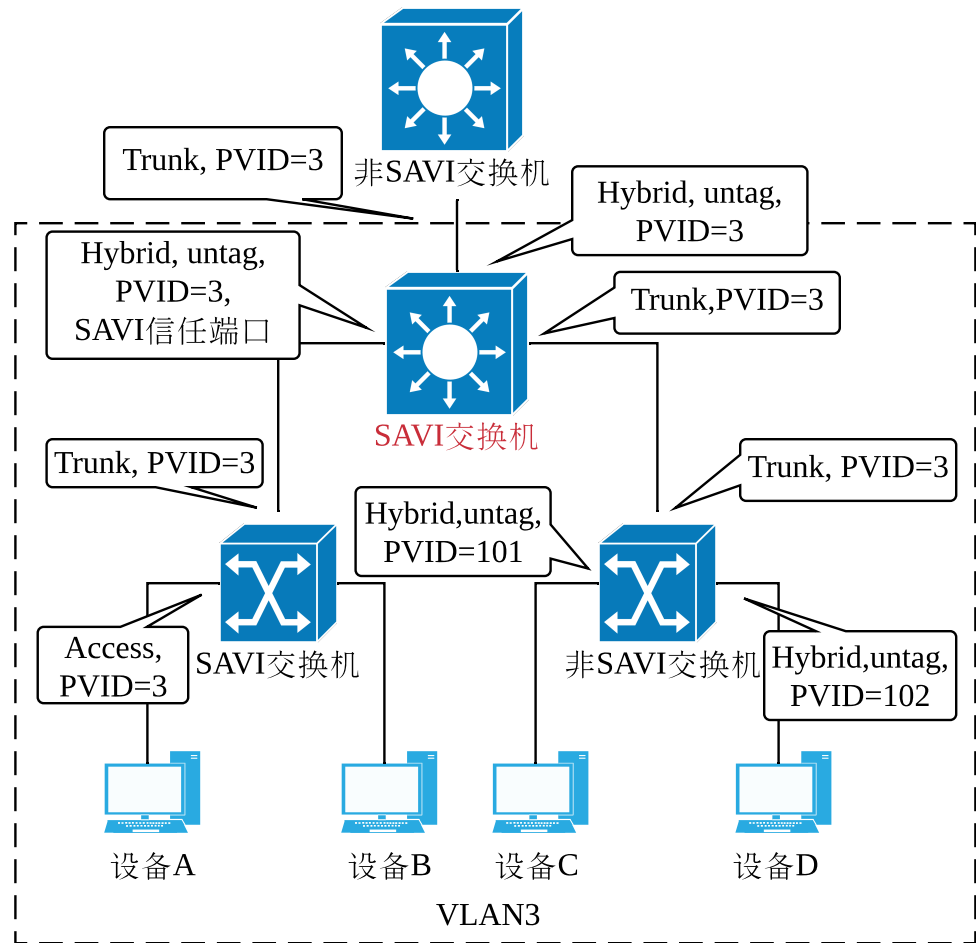 Trunk, PVID=3
非SAVI交换机
Hybrid, untag,
PVID=3
Hybrid, untag,
PVID=3,
SAVI信任端口
Trunk,PVID=3
SAVI交换机
Trunk, PVID=3
Trunk, PVID=3
Hybrid,untag,
PVID=101
Access,
PVID=3
SAVI交换机
非SAVI交换机
Hybrid,untag,
PVID=102
设备A
设备B
设备C
设备D
VLAN3